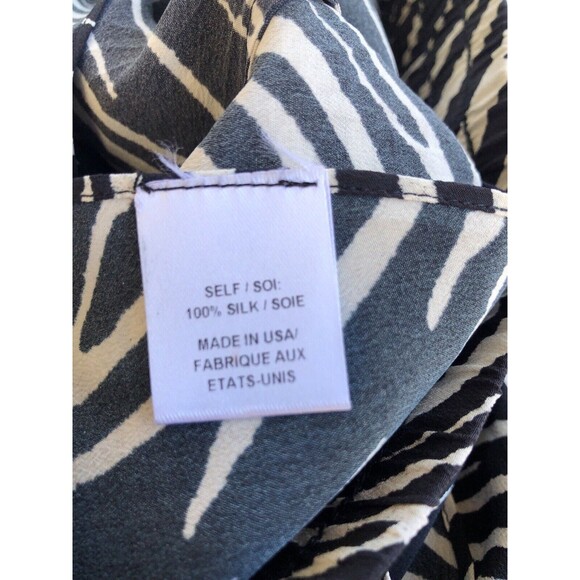 SELF / SOI:
100% SILK / SOIE
MADE IN USA/
FABRIQUE AUX
ETATS-UNIS